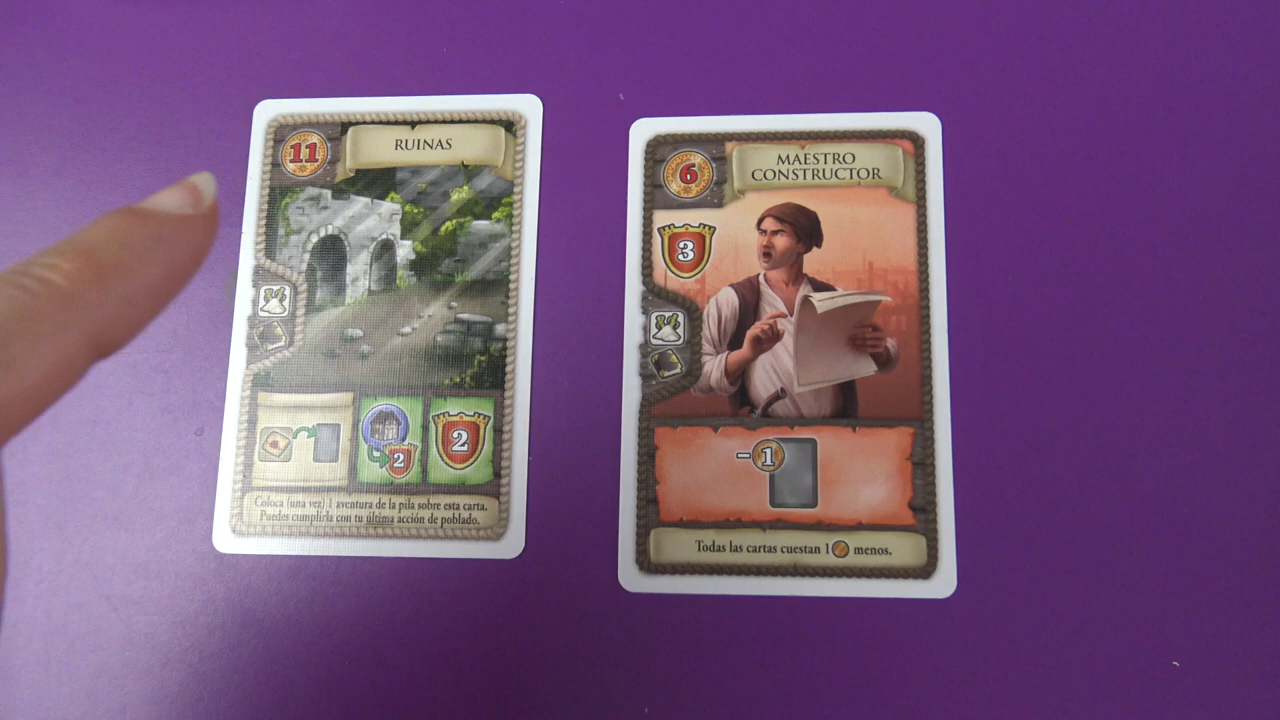 11
RUINAS
2
2
Coloca (una vez) 1 aventura de la pila sobre esta carta.
Puedes cumplirla con tu última acción de poblado.
6
MAESTRO
CONSTRUCTOR
3
-1
Todas las cartas cuestan 1 menos.